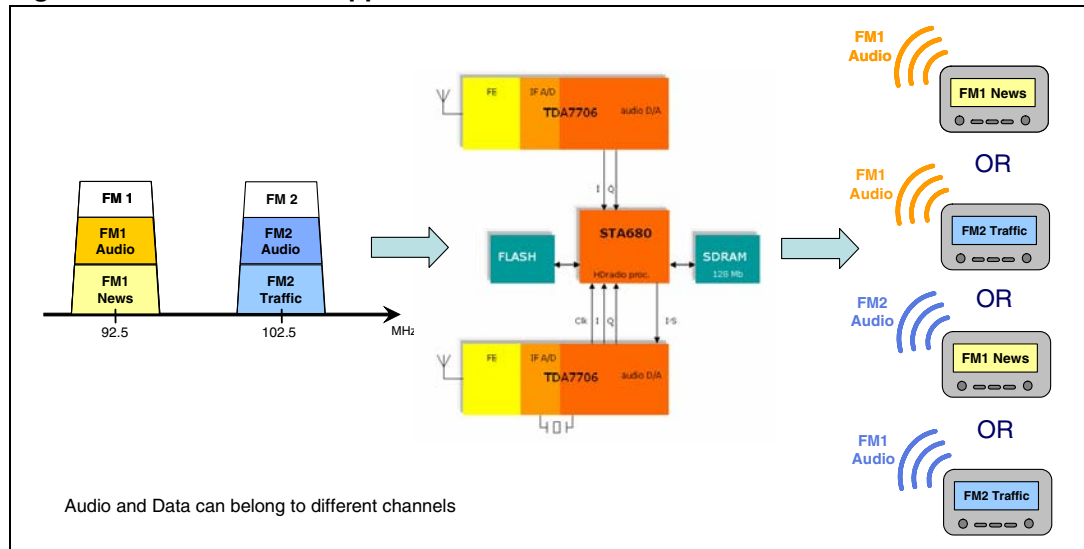 FM 1
FM1
Audio
FM1
News
FM 2
FM2
Audio
FM2
Traffic
92.5
102.5
MHz
FE
IF A/D
audio D/A
TDA7706
I Q
STA680
HDradio proc.
FLASH
SDRAM
128 Mb
Clk I Q
I²S
FE
IF A/D
audio D/A
TDA7706
FM1
Audio
FM1 News
OR
FM1
Audio
FM2 Traffic
OR
FM2
Audio
FM1 News
OR
FM1
Audio
FM2 Traffic
Audio and Data can belong to different channels